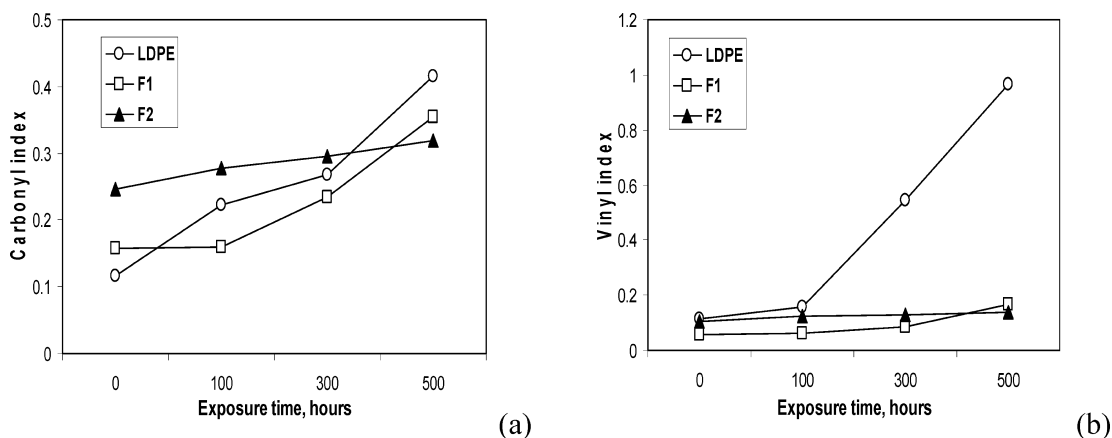 0.5
0.4
0.3
0.2
0.1
0
Carbonyl index
LDPE
F1
F2
0 100 300 500
Exposure time, hours
(a)
1.2
1
0.8
0.6
0.4
0.2
0
Vinyl index
LDPE
F1
F2
0 100 300 500
Exposure time, hours
(b)